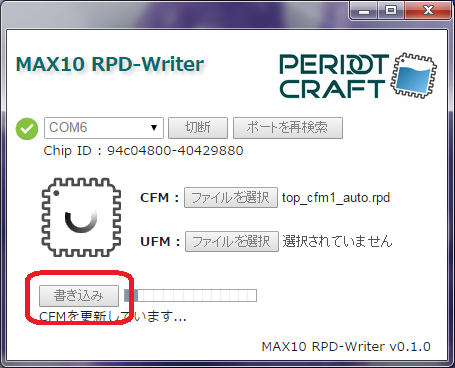 MAX10 RPD-Writer
PERIDOT
CRAFT
COM6 切断 ポートを再検索
Chip ID : 94c04800-40429880
CFM : ファイルを選択 top_cfm1_auto.rpd
UFM : ファイルを選択 選択されていません
書き込み
CFMを更新しています...
MAX10 RPD-Writer v0.1.0